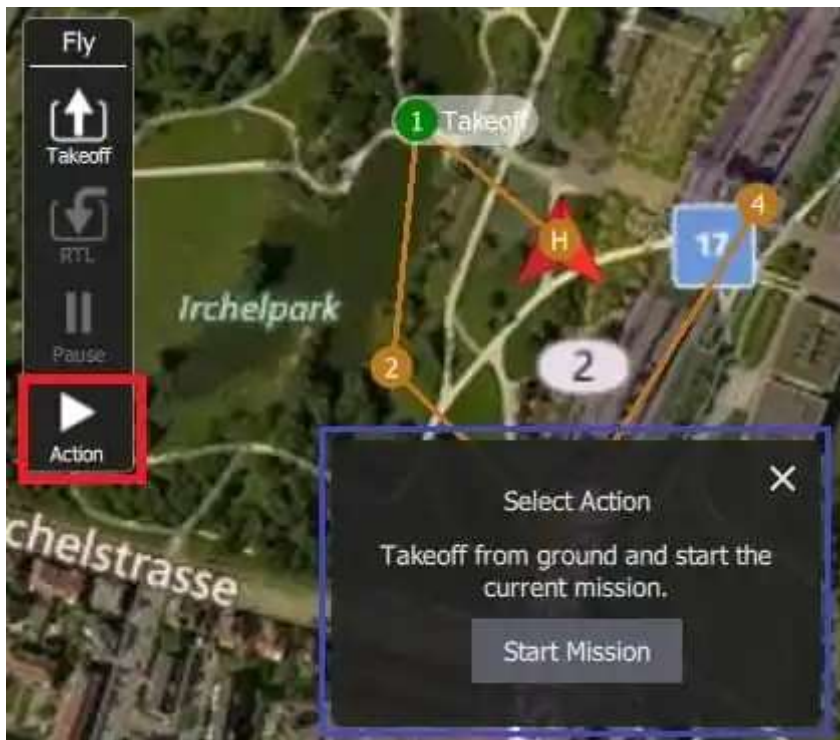 Fly
Takeoff
RTL
Pause
Action
1 Takeoff
H
4
17
Irchelpark
2
2
chelstrasse
Select Action
Takeoff from ground and start the
current mission.
Start Mission